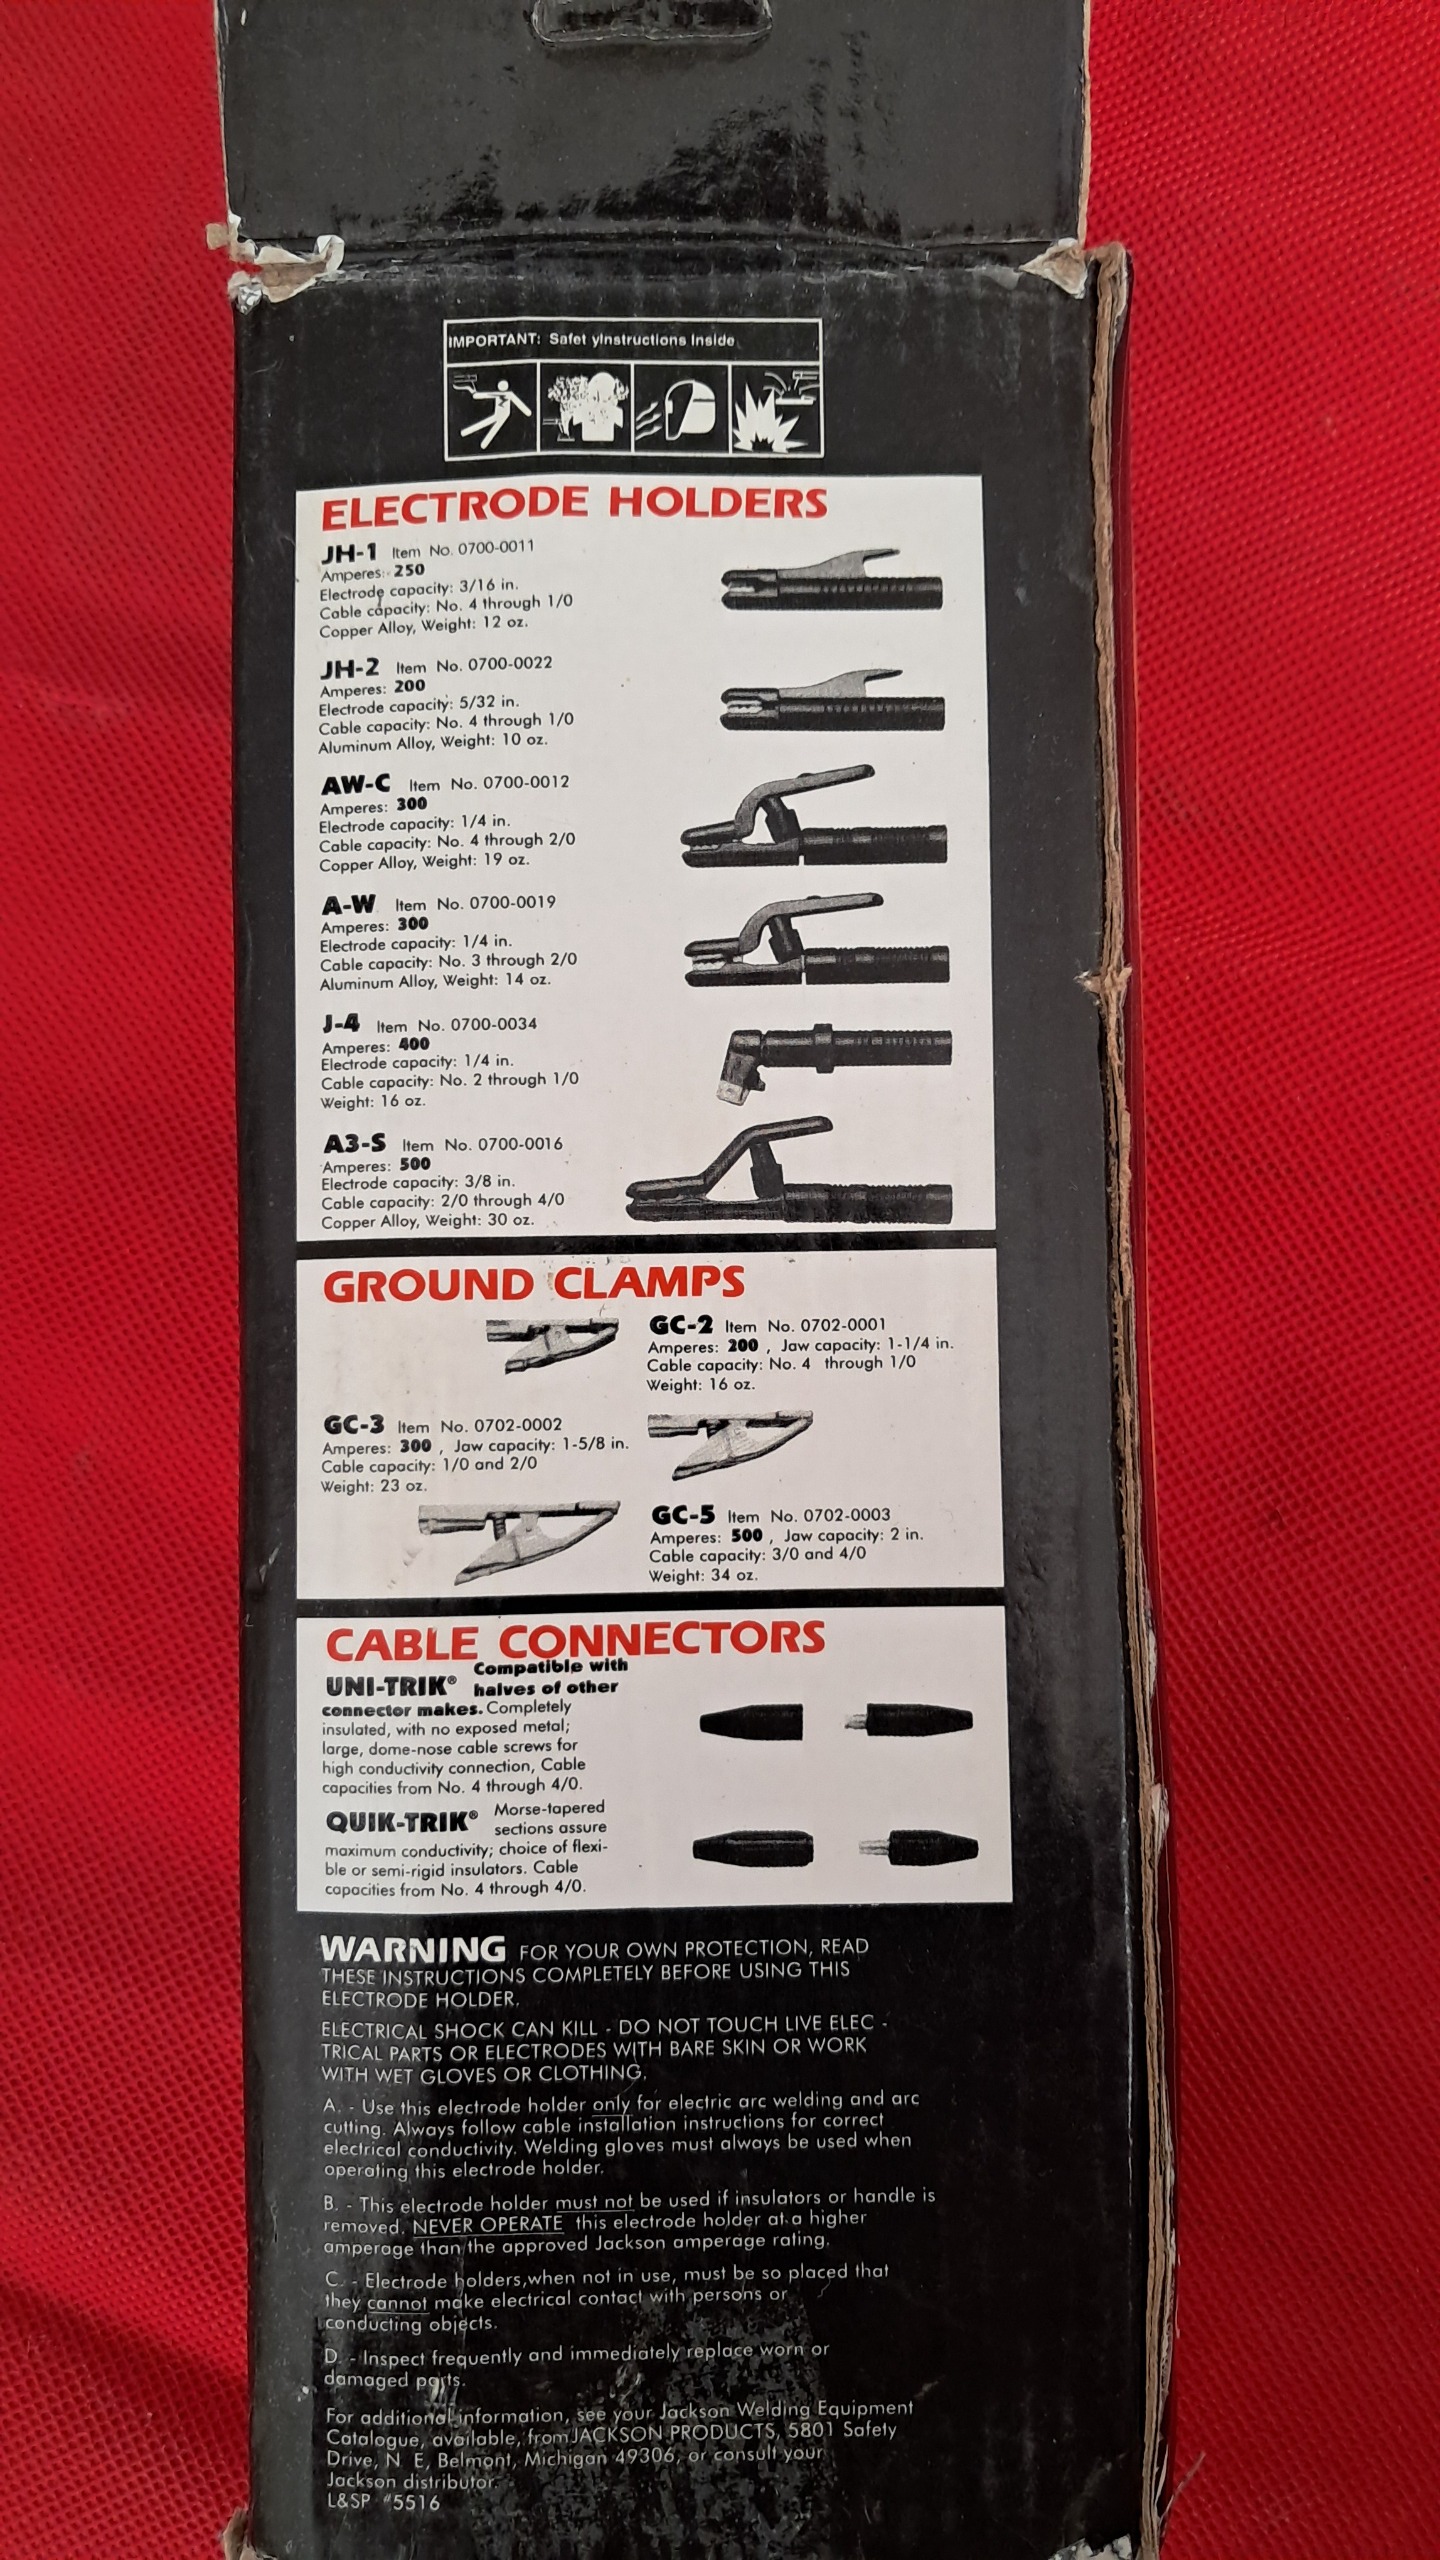 IMPORTANT: Safet yInstructions Inside
ELECTRODE HOLDERS
JH-1 Item No. 0700-0011
Amperes: 250
Electrode capacity: 3/16 in.
Cable capacity: No. 4 through 1/0
Copper Alloy, Weight: 12 oz.
JH-2 Item No. 0700-0022
Amperes: 200
Electrode capacity: 5/32 in.
Cable capacity: No. 4 through 1/0
Aluminum Alloy, Weight: 10 oz.
AW-C Item No. 0700-0012
Amperes: 300
Electrode capacity: 1/4 in.
Cable capacity: No. 4 through 2/0
Copper Alloy, Weight: 19 oz.
A-W Item No. 0700-0019
Amperes: 300
Electrode capacity: 1/4 in.
Cable capacity: No. 3 through 2/0
Aluminum Alloy, Weight: 14 oz.
J-4 Item No. 0700-0034
Amperes: 400
Electrode capacity: 1/4 in.
Cable capacity: No. 2 through 1/0
Weight: 16 oz.
A3-S Item No. 0700-0016
Amperes: 500
Electrode capacity: 3/8 in.
Cable capacity: 2/0 through 4/0
Copper Alloy, Weight: 30 oz.
GROUND CLAMPS
GC-2 Item No. 0702-0001
Amperes: 200 , Jaw capacity: 1-1/4 in.
Cable capacity: No. 4 through 1/0
Weight: 16 oz.
GC-3 Item No. 0702-0002
Amperes: 300 , Jaw capacity: 1-5/8 in.
Cable capacity: 1/0 and 2/0
Weight: 23 oz.
GC-5 Item No. 0702-0003
Amperes: 500 , Jaw capacity: 2 in.
Cable capacity: 3/0 and 4/0
Weight: 34 oz.
CABLE CONNECTORS
UNI-TRIK® Compatible with
halves of other
connector makes. Completely
insulated, with no exposed metal;
large, dome-nose cable screws for
high conductivity connection, Cable
capacities from No. 4 through 4/0.
QUIK-TRIK® Morse-tapered
sections assure
maximum conductivity; choice of flexi-
ble or semi-rigid insulators. Cable
capacities from No. 4 through 4/0.
WARNING FOR YOUR OWN PROTECTION, READ
THESE INSTRUCTIONS COMPLETELY BEFORE USING THIS
ELECTRODE HOLDER.
ELECTRICAL SHOCK CAN KILL - DO NOT TOUCH LIVE ELEC -
TRICAL PARTS OR ELECTRODES WITH BARE SKIN OR WORK
WITH WET GLOVES OR CLOTHING.
A. - Use this electrode holder only for electric arc welding and arc
cutting. Always follow cable installation instructions for correct
electrical conductivity. Welding gloves must always be used when
operating this electrode holder.
B. - This electrode holder must not be used if insulators or handle is
removed. NEVER OPERATE this electrode holder at a higher
amperage than the approved Jackson amperage rating.
C. - Electrode holders,when not in use, must be so placed that
they cannot make electrical contact with persons or
conducting objects.
D. - Inspect frequently and immediately replace worn or
damaged parts.
For additional information, see your Jackson Welding Equipment
Catalogue, available, from JACKSON PRODUCTS, 5801 Safety
Drive, N E, Belmont, Michigan 49306, or consult your
Jackson distributor.
L&SP #5516